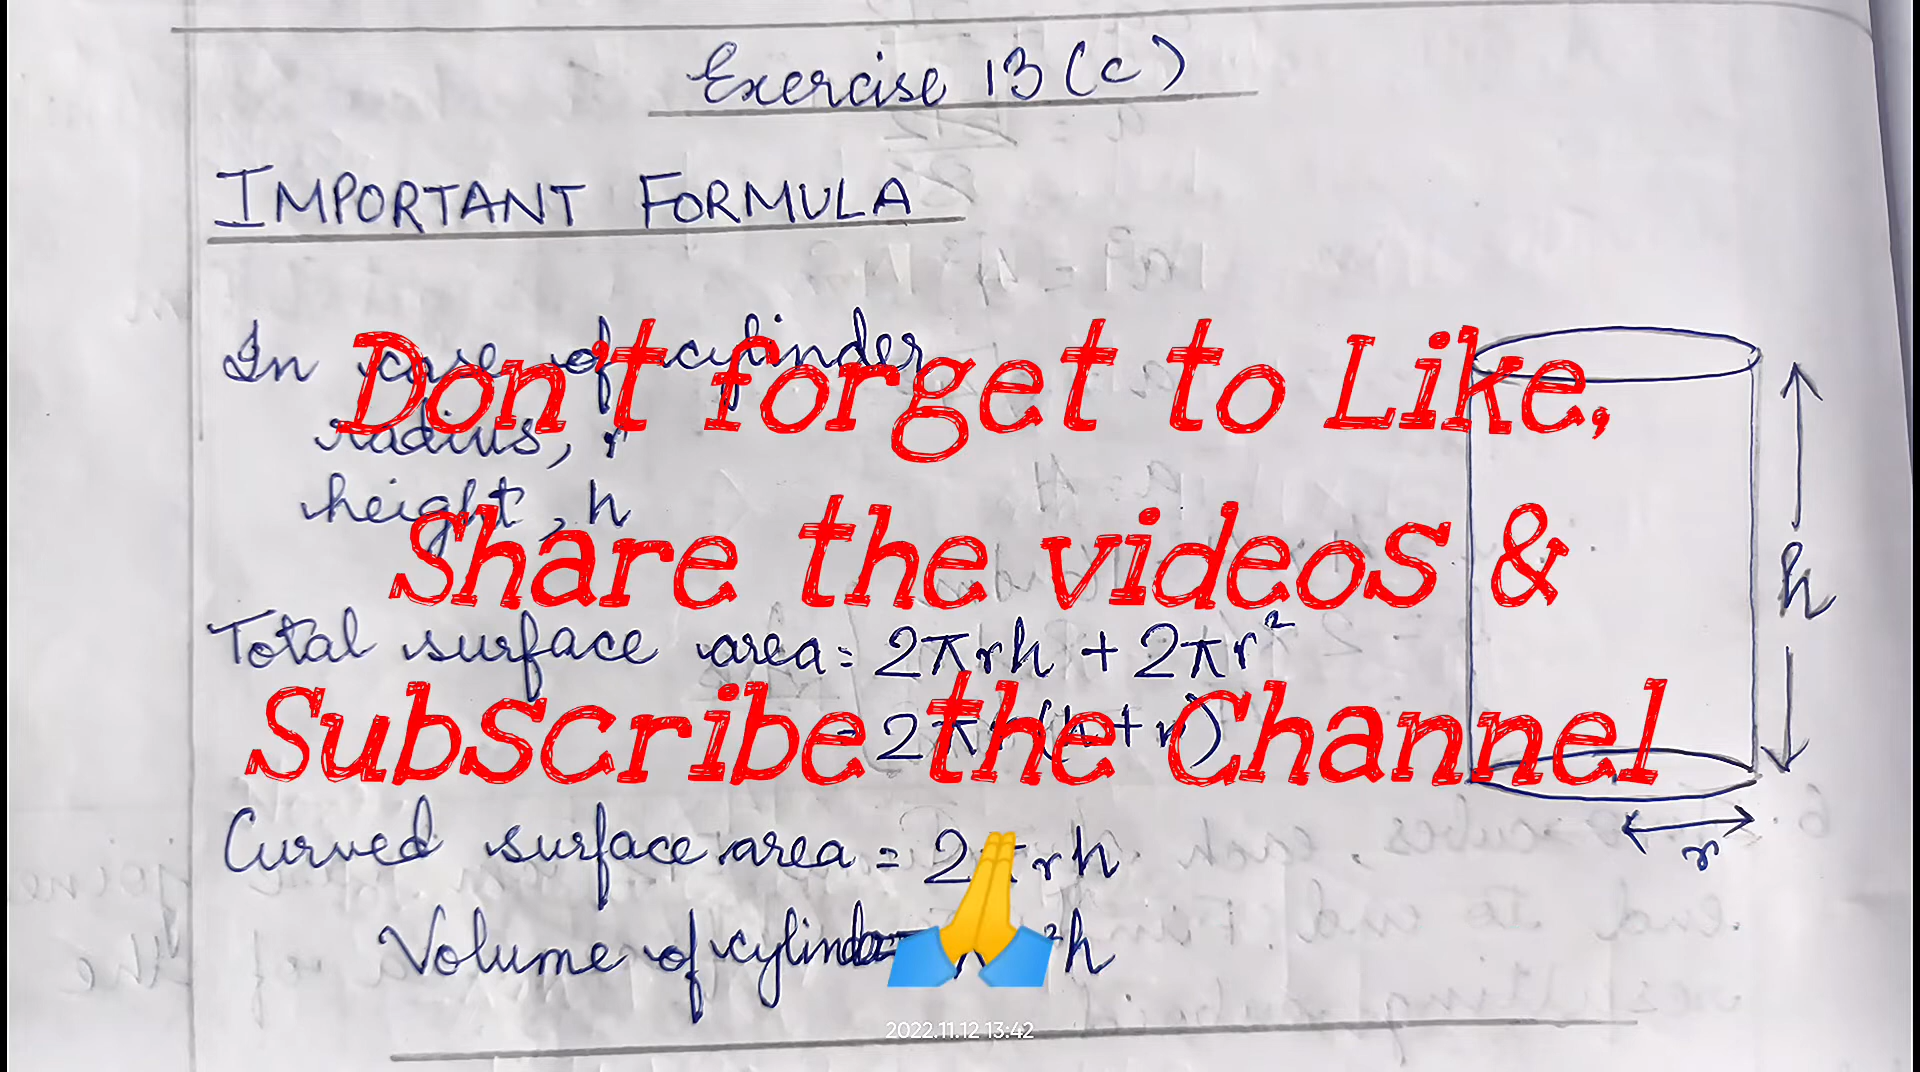 Exercise 13 (c)
IMPORTANT FORMULA
In case of cylinder
radius, r
height, h
Don't forget to Like,
Share the videos &
Subscribe the Channel
Total surface area = 2πrh + 2πr²
= 2πr(h+r)
Curved surface area = 2πrh
Volume of cylinder ²h
h
r
2022.11.12 13:42